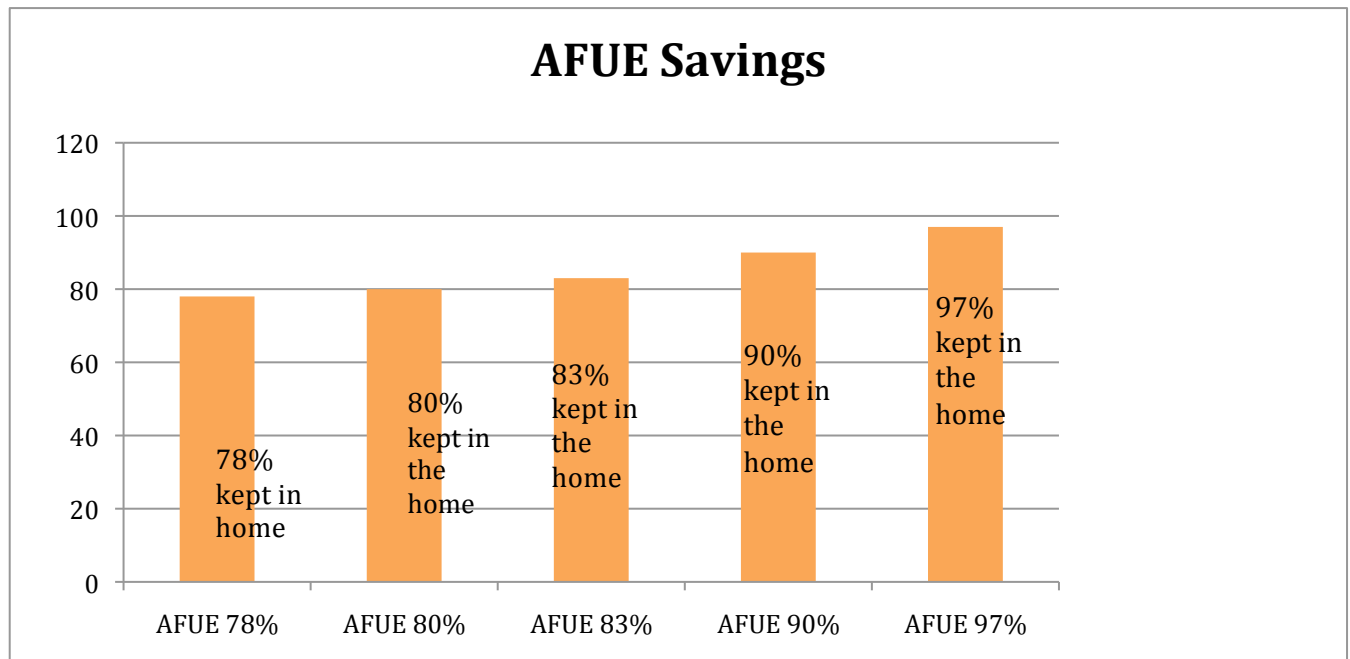 AFUE Savings
120
100
80
60
40
20
0
78%
kept in
home
80%
kept in
the
home
83%
kept in
the
home
90%
kept in
the
home
97%
kept in
the
home
AFUE 78%
AFUE 80%
AFUE 83%
AFUE 90%
AFUE 97%